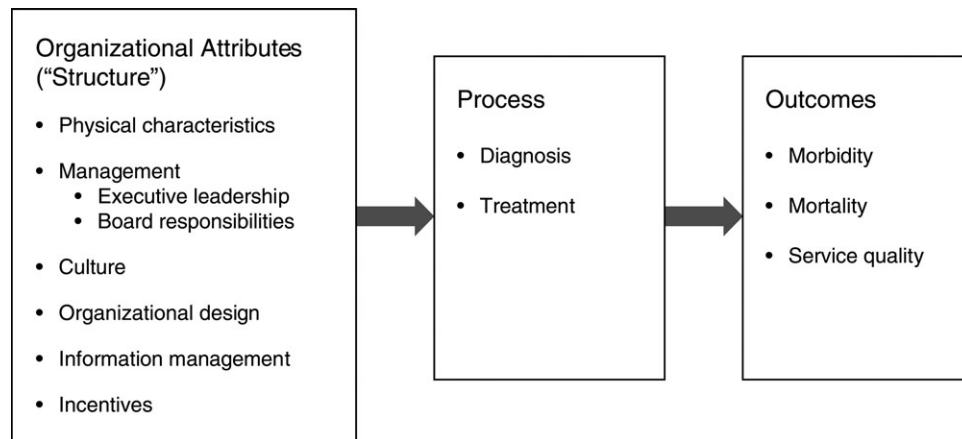 Organizational Attributes
(“Structure”)
• Physical characteristics
• Management
• Executive leadership
• Board responsibilities
• Culture
• Organizational design
• Information management
• Incentives
Process
• Diagnosis
• Treatment
Outcomes
• Morbidity
• Mortality
• Service quality